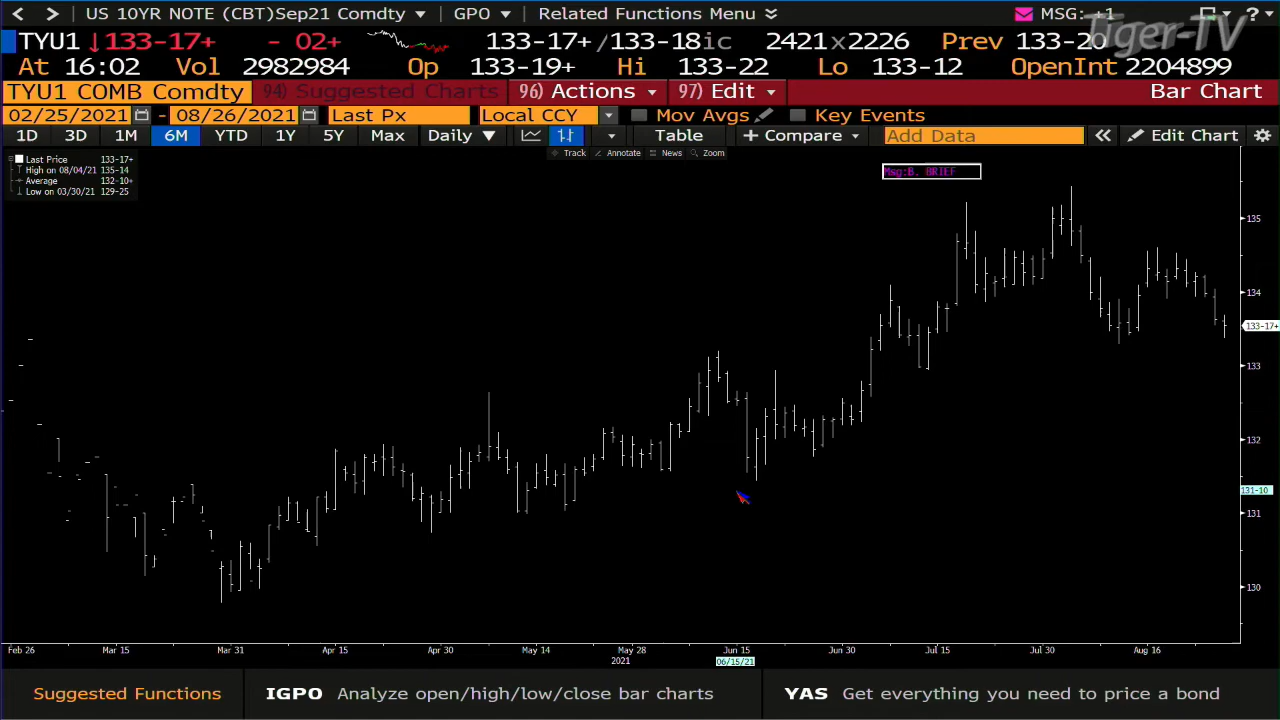 US 10YR NOTE (CBT)Sep21 Comdty GPO Related Functions Menu MSG: +1 ?
Tiger-TV
TYU1 ↓133-17+ - 02+ 133-17+/133-18ic 2421x2226 Prev 133-20
At 16:02 Vol 2982984 Op 133-19+ Hi 133-22 Lo 133-12 OpenInt 2204899
TYU1 COMB Comdty 94) Suggested Charts 96) Actions 97) Edit Bar Chart
02/25/2021 - 08/26/2021 Last Px Local CCY Mov Avgs Key Events
1D 3D 1M 6M YTD 1Y 5Y Max Daily ▼ Table + Compare Add Data « Edit Chart
Track Annotate News Zoom
Last Price 133-17+
High on 08/04/21 135-14
Average 132-10+
Low on 03/30/21 129-25
Msg:B. BRIEF
135
134
133-17+
133
132
131-10
131
130
Feb 26 Mar 15 Mar 31 Apr 15 Apr 30 May 14 May 28 Jun 15 Jun 30 Jul 15 Jul 30 Aug 16
2021 06/15/21
Suggested Functions IGPO Analyze open/high/low/close bar charts YAS Get everything you need to price a bond